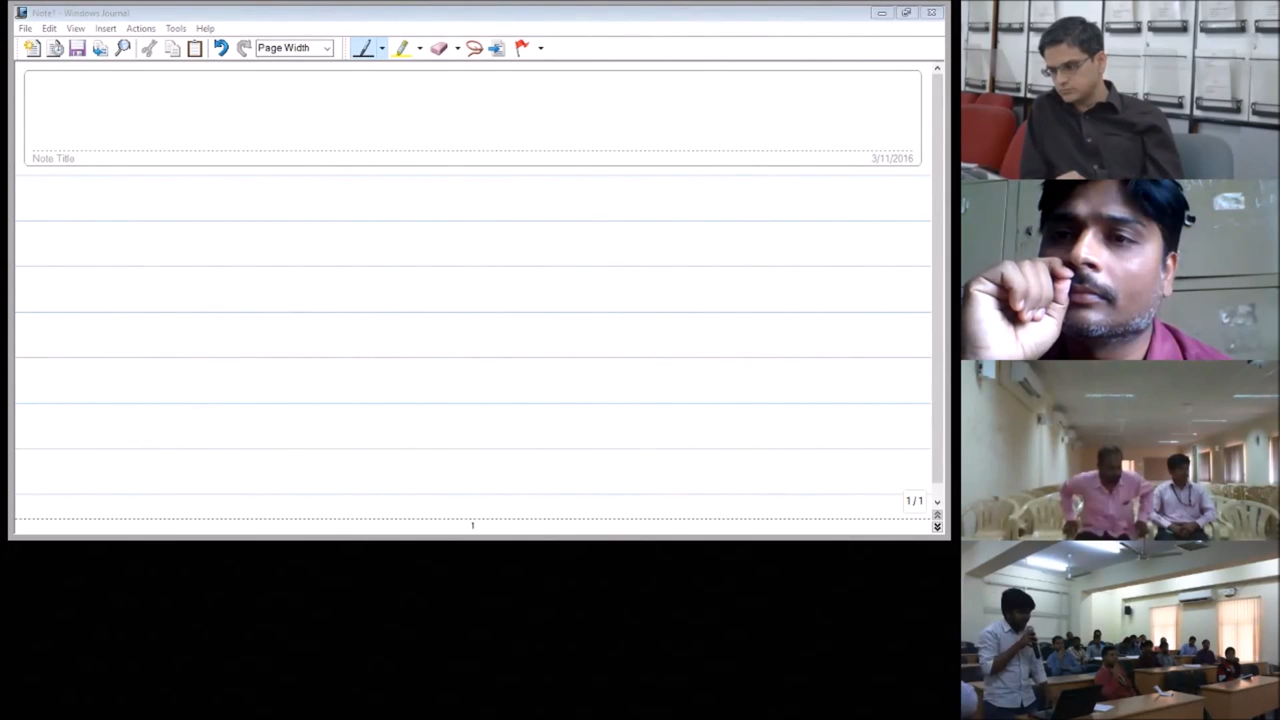 Note1 - Windows Journal
File Edit View Insert Actions Tools Help
Page Width
Note Title
3/11/2016
1 / 1
1